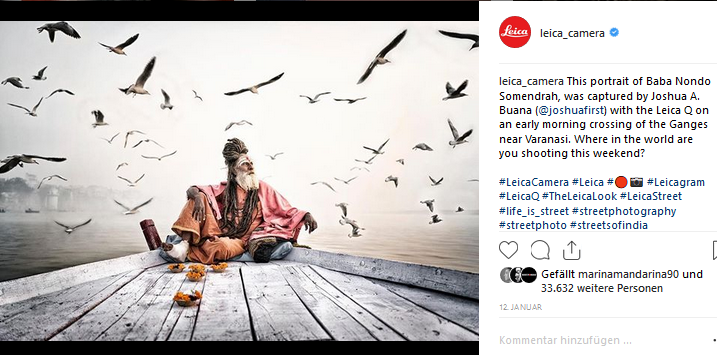 Leica leica_camera
leica_camera This portrait of Baba Nondo
Somendrah, was captured by Joshua A.
Buana (@joshuafirst) with the Leica Q on
an early morning crossing of the Ganges
near Varanasi. Where in the world are
you shooting this weekend?
#LeicaCamera #Leica #🔴📷 #Leicagram
#LeicaQ #TheLeicaLook #LeicaStreet
#life_is_street #streetphotography
#streetphoto #streetsofindia
Gefällt marinamandarina90 und
33.632 weitere Personen
12. JANUAR
Kommentar hinzufügen ...